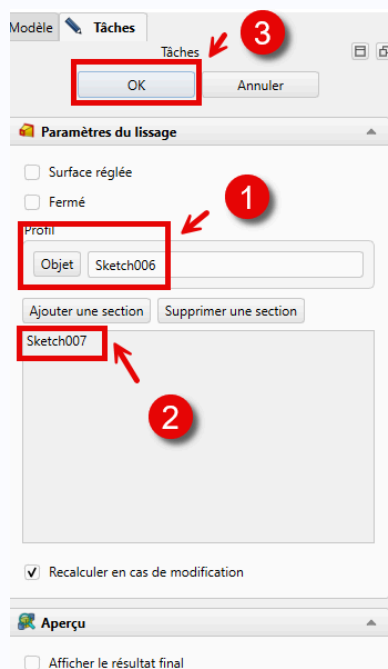 Modèle Tâches
Tâches
3
OK Annuler
Paramètres du lissage
Surface réglée
Fermé
1
Profil
Objet Sketch006
Ajouter une section Supprimer une section
Sketch007
2
Recalculer en cas de modification
Aperçu
Afficher le résultat final